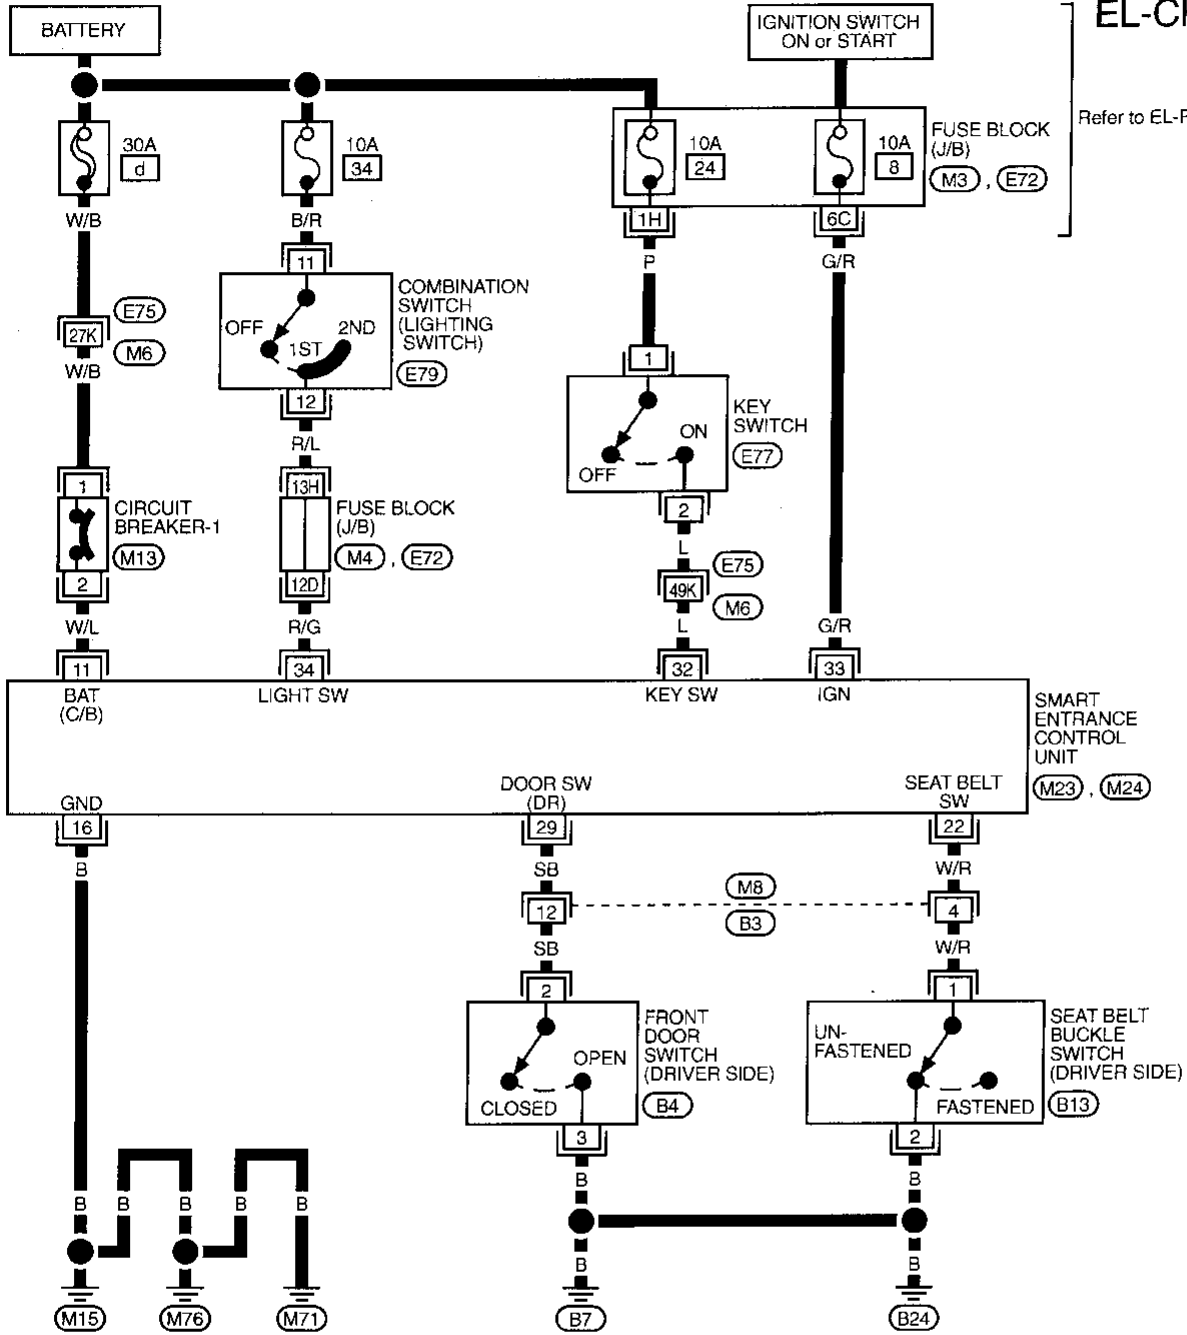 BATTERY
IGNITION SWITCH
ON or START
EL-C
Refer to EL-
30A
d
10A
34
10A
24
10A
8
FUSE BLOCK
(J/B)
M3 , E72
W/B
B/R
1H
6C
P
G/R
11
COMBINATION
SWITCH
(LIGHTING
SWITCH)
E79
OFF
1ST
2ND
E75
27K
M6
W/B
12
R/L
1
KEY
SWITCH
E77
ON
OFF
1
CIRCUIT
BREAKER-1
M13
2
13H
FUSE BLOCK
(J/B)
M4 , E72
12D
2
L
E75
49K
M6
L
W/L
R/G
G/R
11
34
32
33
BAT
(C/B)
LIGHT SW
KEY SW
IGN
SMART
ENTRANCE
CONTROL
UNIT
M23 , M24
GND
DOOR SW
(DR)
SEAT BELT
SW
16
29
22
B
SB
W/R
M8
12
4
B3
SB
W/R
2
1
FRONT
DOOR
SWITCH
(DRIVER SIDE)
B4
OPEN
CLOSED
UN-
FASTENED
FASTENED
SEAT BELT
BUCKLE
SWITCH
(DRIVER SIDE)
B13
3
2
B
B
B
B
B
B
B
B
B
M15
M76
M71
B7
B24